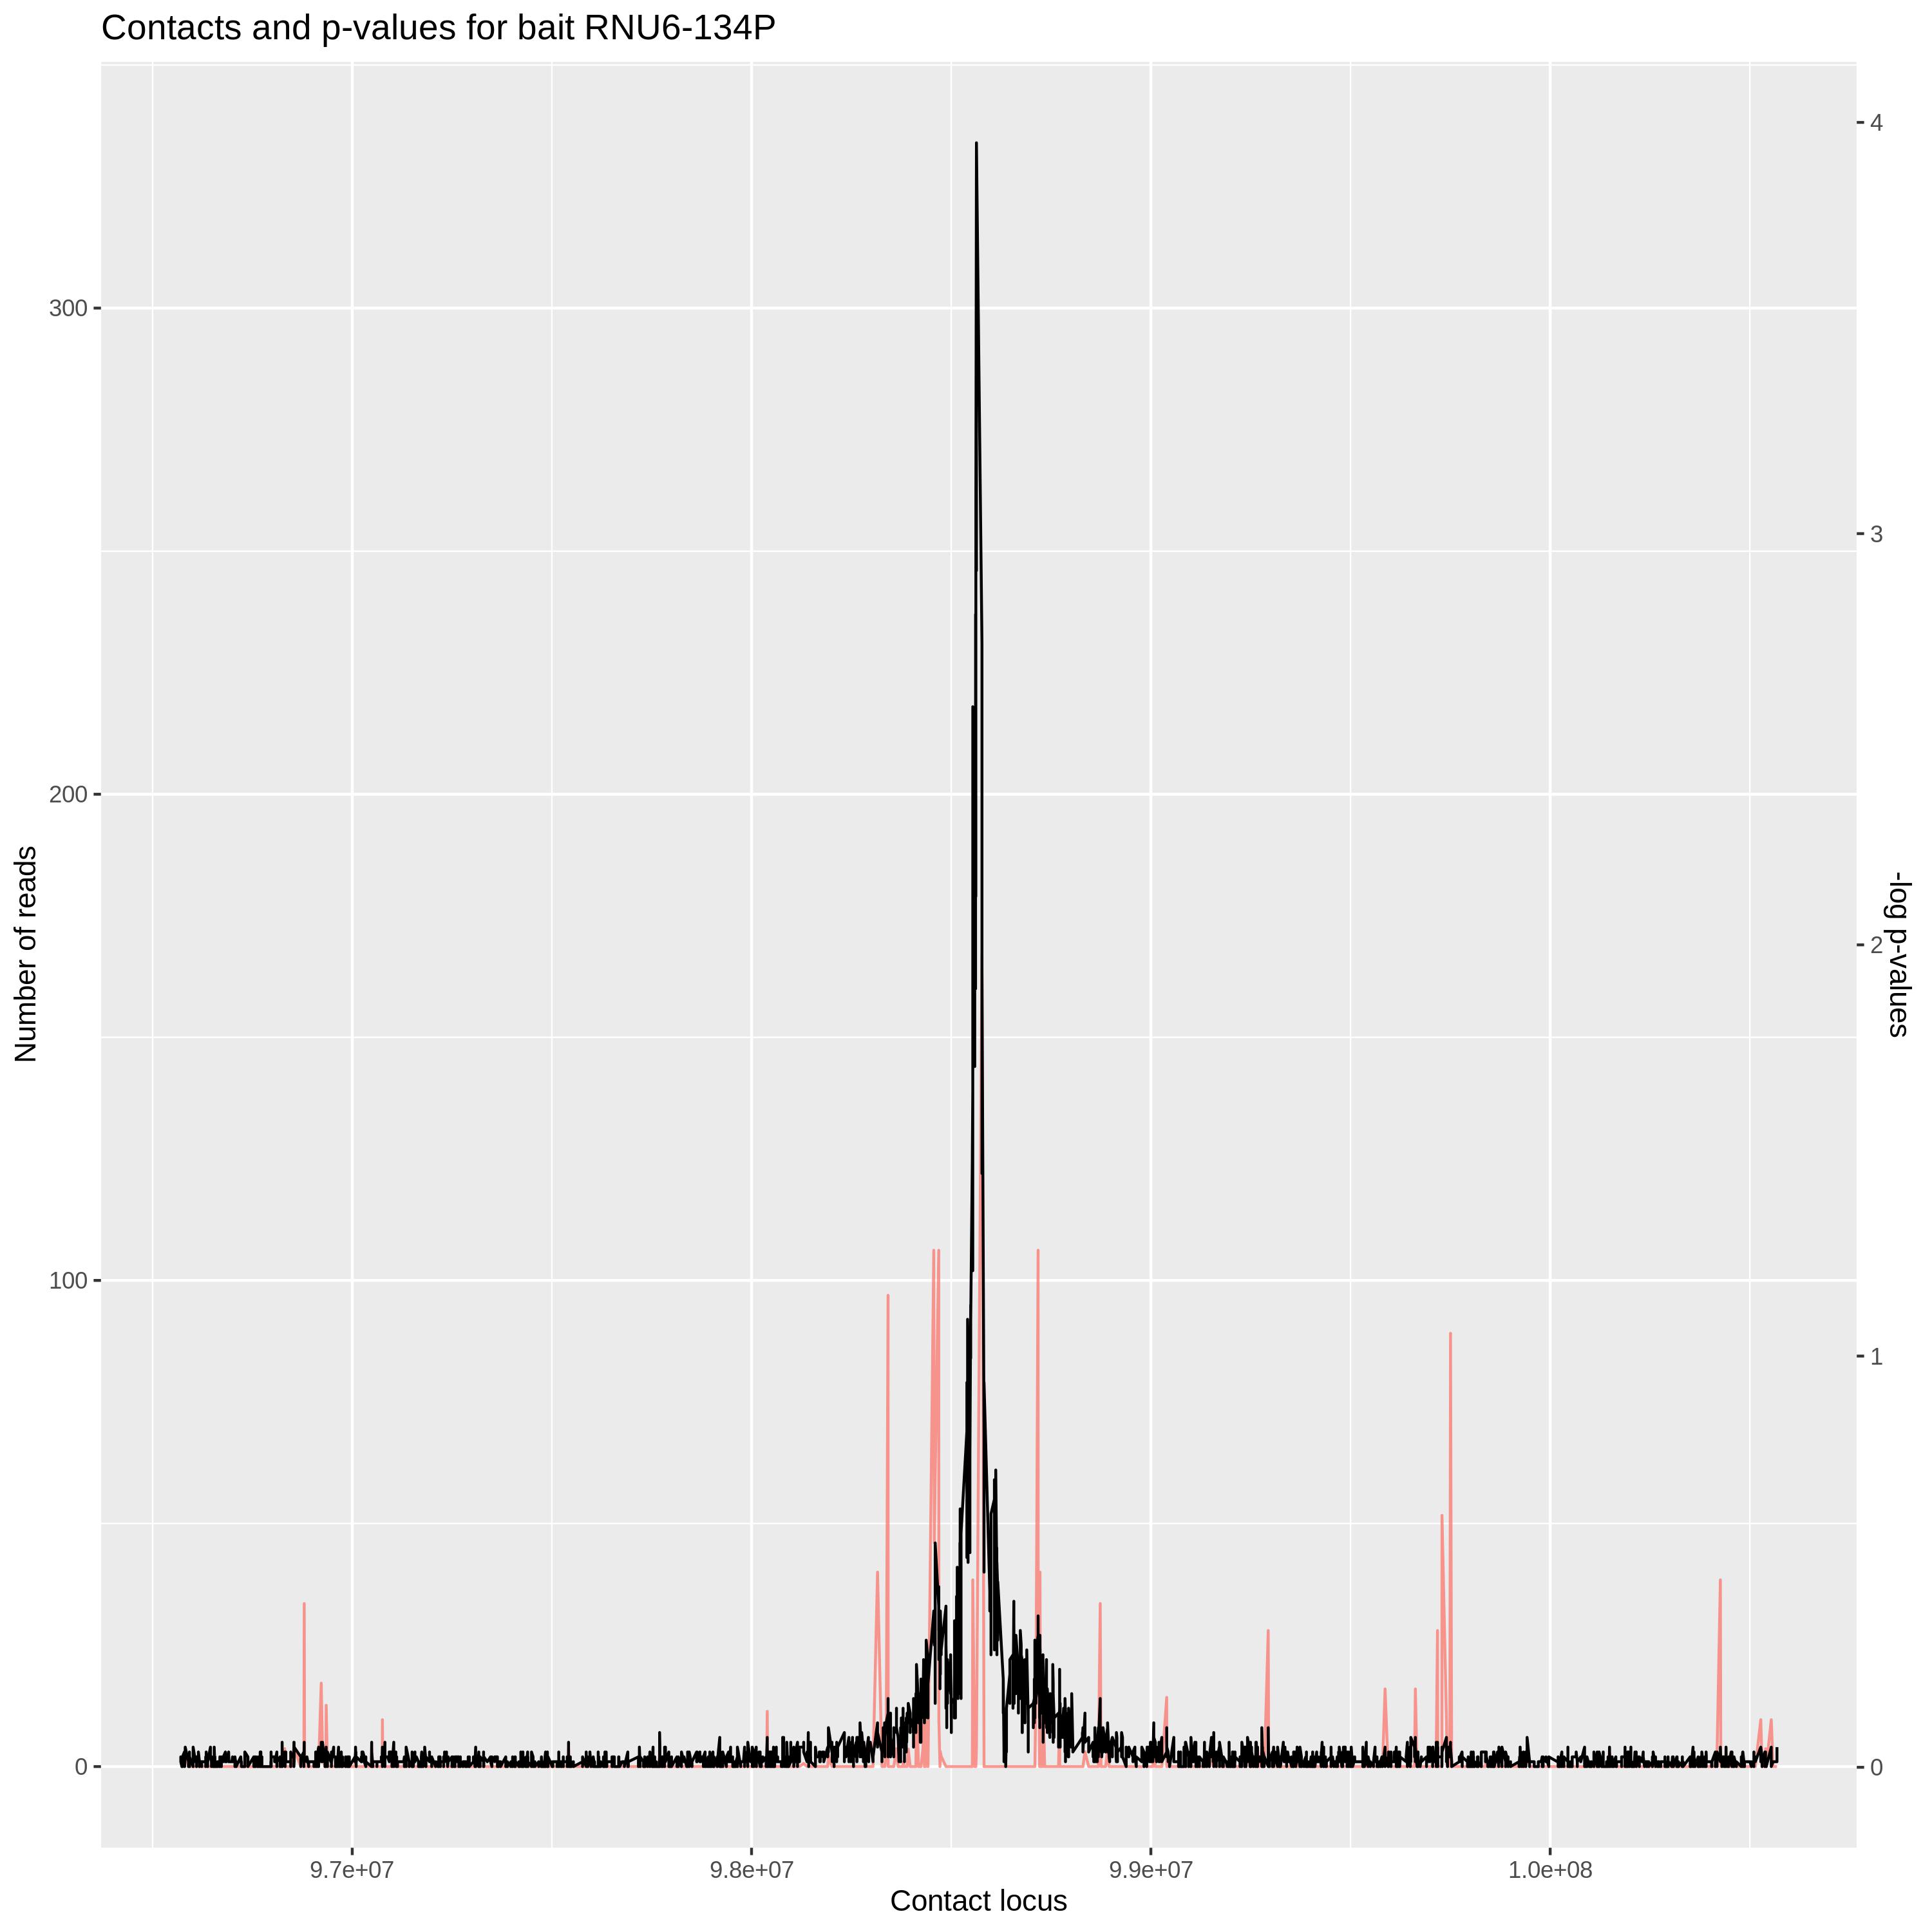 Contacts and p-values for bait RNU6-134P
Number of reads
300
200
100
0
4
3
2
1
0
-log p-values
9.7e+07
9.8e+07
9.9e+07
1.0e+08
Contact locus